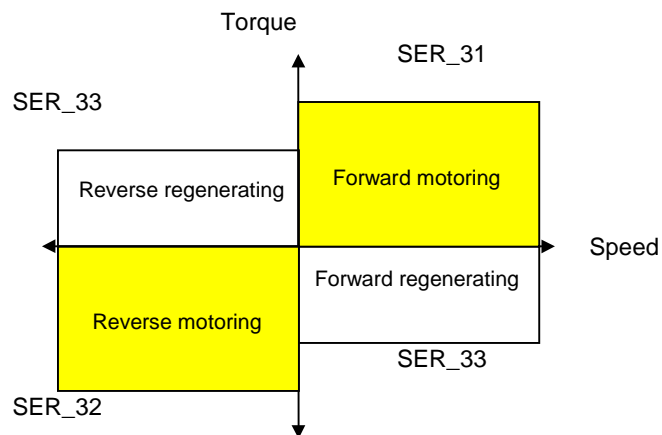 Torque
SER_31
SER_33
Forward motoring
Reverse regenerating
Speed
Forward regenerating
Reverse motoring
SER_33
SER_32